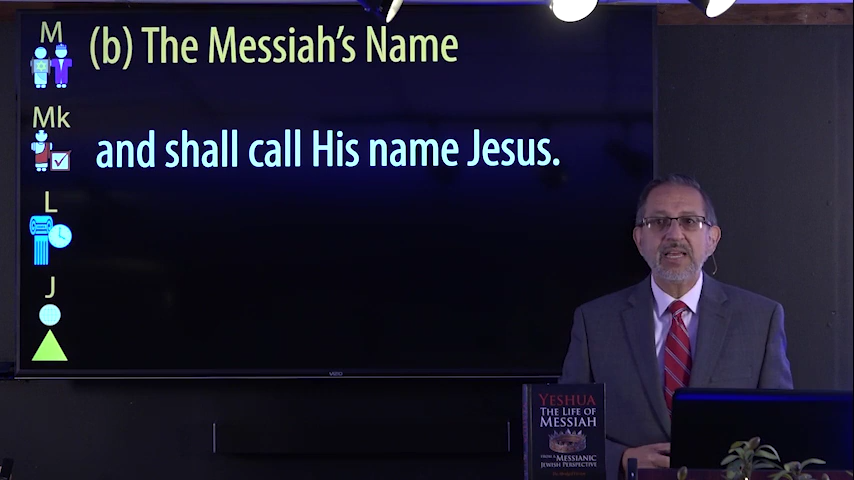 M
(b) The Messiah's Name
Mk
and shall call His name Jesus.
L
J
VIZIO
YESHUA
THE LIFE OF
MESSIAH
FROM A MESSIANIC
JEWISH PERSPECTIVE